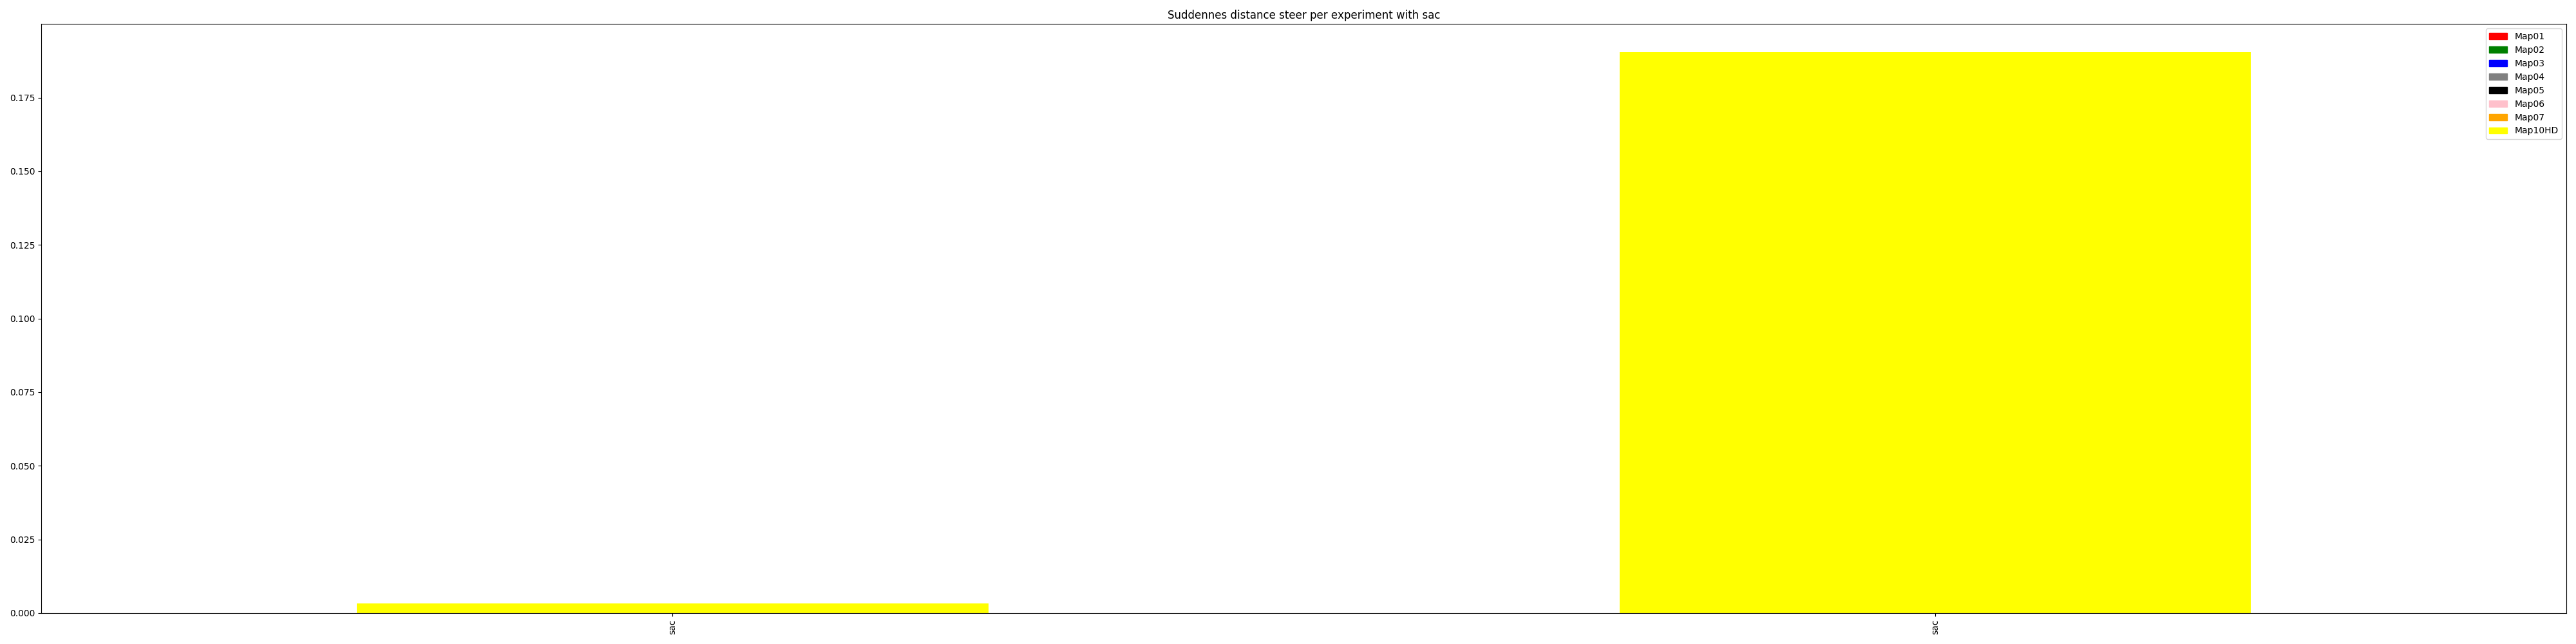 Suddennes distance steer per experiment with sac
Map01
Map02
Map03
Map04
Map05
Map06
Map07
Map10HD
0.175
0.150
0.125
0.100
0.075
0.050
0.025
0.000
sac
sac